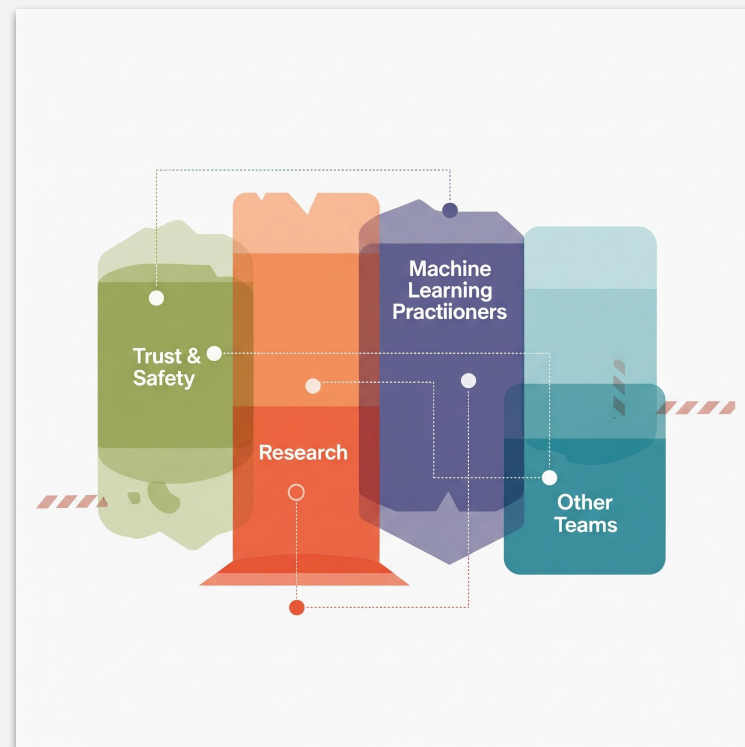 Trust &
Safety
Research
Machine
Learning
Practiioners
Other
Teams